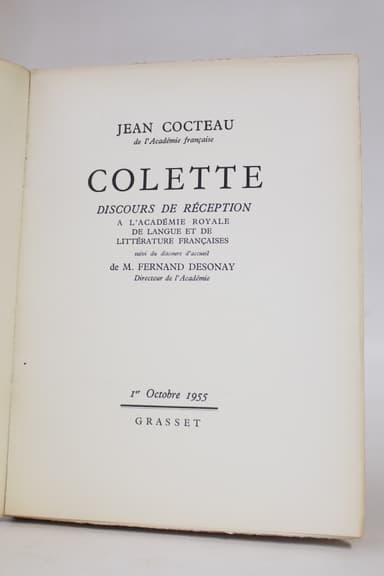 JEAN COCTEAU
de l'Académie française
COLETTE
DISCOURS DE RÉCEPTION
A L'ACADÉMIE ROYALE
DE LANGUE ET DE
LITTÉRATURE FRANÇAISES
suivi du discours d'accueil
de M. FERNAND DESONAY
Directeur de l'Académie
1er Octobre 1955
GRASSET